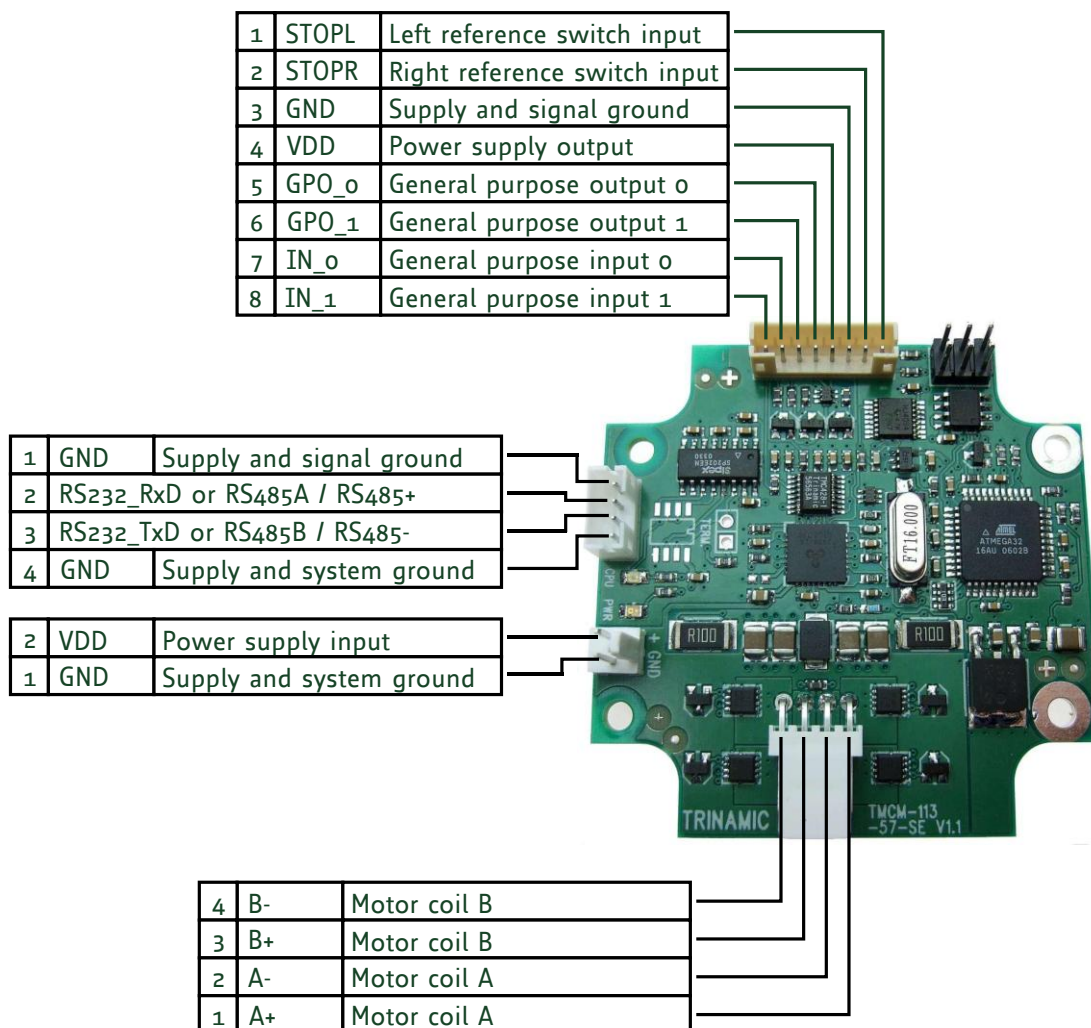 1 STOPL Left reference switch input
2 STOPR Right reference switch input
3 GND Supply and signal ground
4 VDD Power supply output
5 GPO_0 General purpose output 0
6 GPO_1 General purpose output 1
7 IN_0 General purpose input 0
8 IN_1 General purpose input 1
1 GND Supply and signal ground
2 RS232_RxD or RS485A / RS485+
3 RS232_TxD or RS485B / RS485-
4 GND Supply and system ground
2 VDD Power supply input
1 GND Supply and system ground
Sipex
TERM
FT16.000
ATMEL
ATMEGA32
16AU 0602B
CPU
PWR
+ GND
R100
R100
TRINAMIC
TMCM-113
-57-SE V1.1
4 B- Motor coil B
3 B+ Motor coil B
2 A- Motor coil A
1 A+ Motor coil A